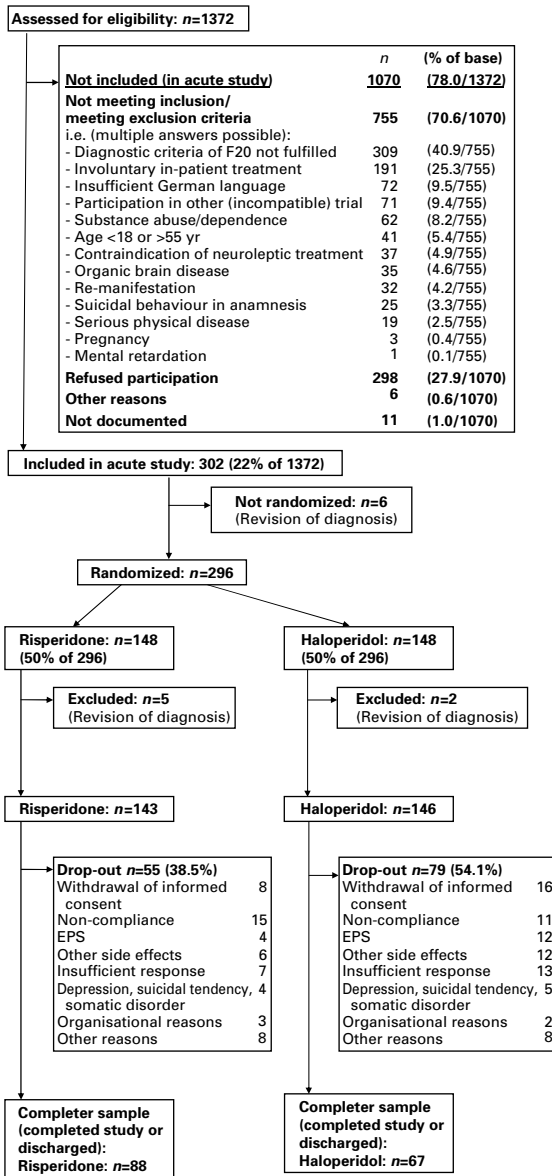 Assessed for eligibility: n=1372
n (% of base)
Not included (in acute study) 1070 (78.0/1372)
Not meeting inclusion/
meeting exclusion criteria 755 (70.6/1070)
i.e. (multiple answers possible):
- Diagnostic criteria of F20 not fulfilled 309 (40.9/755)
- Involuntary in-patient treatment 191 (25.3/755)
- Insufficient German language 72 (9.5/755)
- Participation in other (incompatible) trial 71 (9.4/755)
- Substance abuse/dependence 62 (8.2/755)
- Age <18 or >55 yr 41 (5.4/755)
- Contraindication of neuroleptic treatment 37 (4.9/755)
- Organic brain disease 35 (4.6/755)
- Re-manifestation 32 (4.2/755)
- Suicidal behaviour in anamnesis 25 (3.3/755)
- Serious physical disease 19 (2.5/755)
- Pregnancy 3 (0.4/755)
- Mental retardation 1 (0.1/755)
Refused participation 298 (27.9/1070)
Other reasons 6 (0.6/1070)
Not documented 11 (1.0/1070)
Included in acute study: 302 (22% of 1372)
Not randomized: n=6
(Revision of diagnosis)
Randomized: n=296
Risperidone: n=148
(50% of 296)
Haloperidol: n=148
(50% of 296)
Excluded: n=5
(Revision of diagnosis)
Excluded: n=2
(Revision of diagnosis)
Risperidone: n=143
Haloperidol: n=146
Drop-out n=55 (38.5%)
Withdrawal of informed 8
consent
Non-compliance 15
EPS 4
Other side effects 6
Insufficient response 7
Depression, suicidal tendency, 4
somatic disorder
Organisational reasons 3
Other reasons 8
Drop-out n=79 (54.1%)
Withdrawal of informed 16
consent
Non-compliance 11
EPS 12
Other side effects 12
Insufficient response 13
Depression, suicidal tendency, 5
somatic disorder
Organisational reasons 2
Other reasons 8
Completer sample
(completed study or
discharged):
Risperidone: n=88
Completer sample
(completed study or
discharged):
Haloperidol: n=67